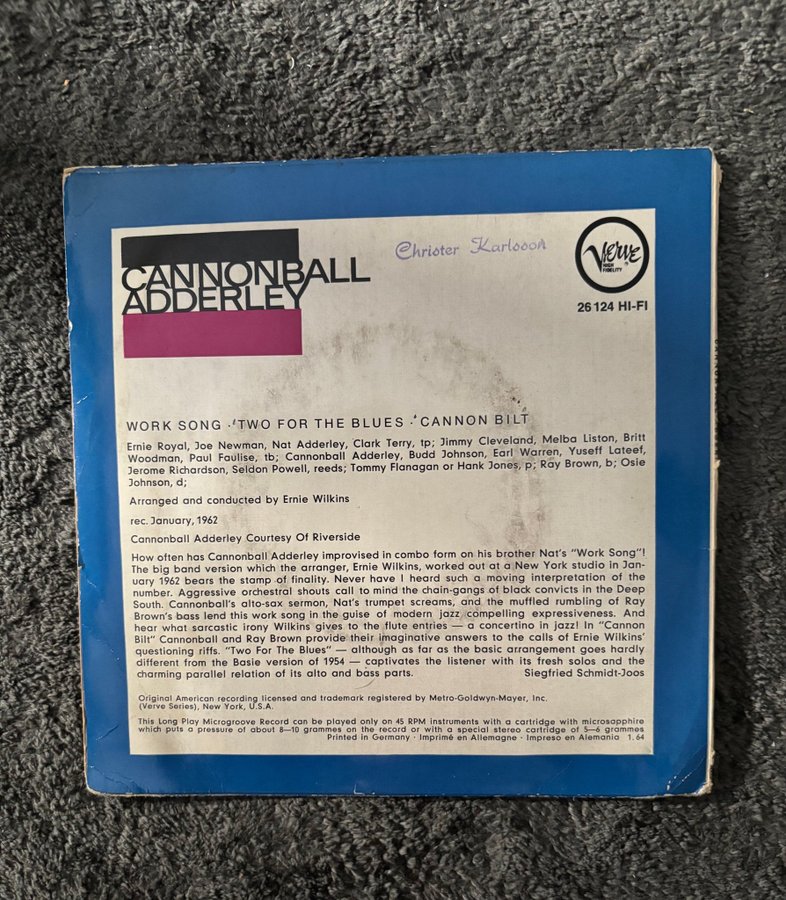 CANNONBALL
ADDERLEY
Christer Karlsson
Verve
HIGH
FIDELITY
26 124 HI-FI
WORK SONG · TWO FOR THE BLUES · CANNON BILT
Ernie Royal, Joe Newman, Nat Adderley, Clark Terry, tp; Jimmy Cleveland, Melba Liston, Britt
Woodman, Paul Faulise, tb; Cannonball Adderley, Budd Johnson, Earl Warren, Yuseff Lateef,
Jerome Richardson, Seldon Powell, reeds; Tommy Flanagan or Hank Jones, p; Ray Brown, b; Osie
Johnson, d;
Arranged and conducted by Ernie Wilkins
rec. January, 1962
Cannonball Adderley Courtesy Of Riverside
How often has Cannonball Adderley improvised in combo form on his brother Nat's "Work Song"!
The big band version which the arranger, Ernie Wilkins, worked out at a New York studio in Jan-
uary 1962 bears the stamp of finality. Never have I heard such a moving interpretation of the
number. Aggressive orchestral shouts call to mind the chain-gangs of black convicts in the Deep
South. Cannonball's alto-sax sermon, Nat's trumpet screams, and the muffled rumbling of Ray
Brown's bass lend this work song in the guise of modern jazz compelling expressiveness. And
hear what sarcastic irony Wilkins gives to the flute entries — a concertino in jazz! In "Cannon
Bilt" Cannonball and Ray Brown provide their imaginative answers to the calls of Ernie Wilkins'
questioning riffs. "Two For The Blues" — although as far as the basic arrangement goes hardly
different from the Basie version of 1954 — captivates the listener with its fresh solos and the
charming parallel relation of its alto and bass parts. Siegfried Schmidt-Joos
Original American recording licensed and trademark registered by Metro-Goldwyn-Mayer, Inc.
(Verve Series), New York, U.S.A.
This Long Play Microgroove Record can be played only on 45 RPM instruments with a cartridge with microsapphire
which puts a pressure of about 8—10 grammes on the record or with a special stereo cartridge of 5—6 grammes
Printed in Germany · Imprimé en Allemagne · Impreso en Alemania 1.64